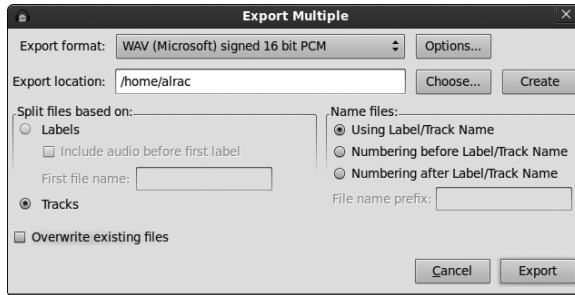 Export Multiple
Export format: WAV (Microsoft) signed 16 bit PCM Options...
Export location: /home/alrac Choose... Create
Split files based on:
Labels
Include audio before first label
First file name:
Tracks
Overwrite existing files
Name files:
Using Label/Track Name
Numbering before Label/Track Name
Numbering after Label/Track Name
File name prefix:
Cancel Export